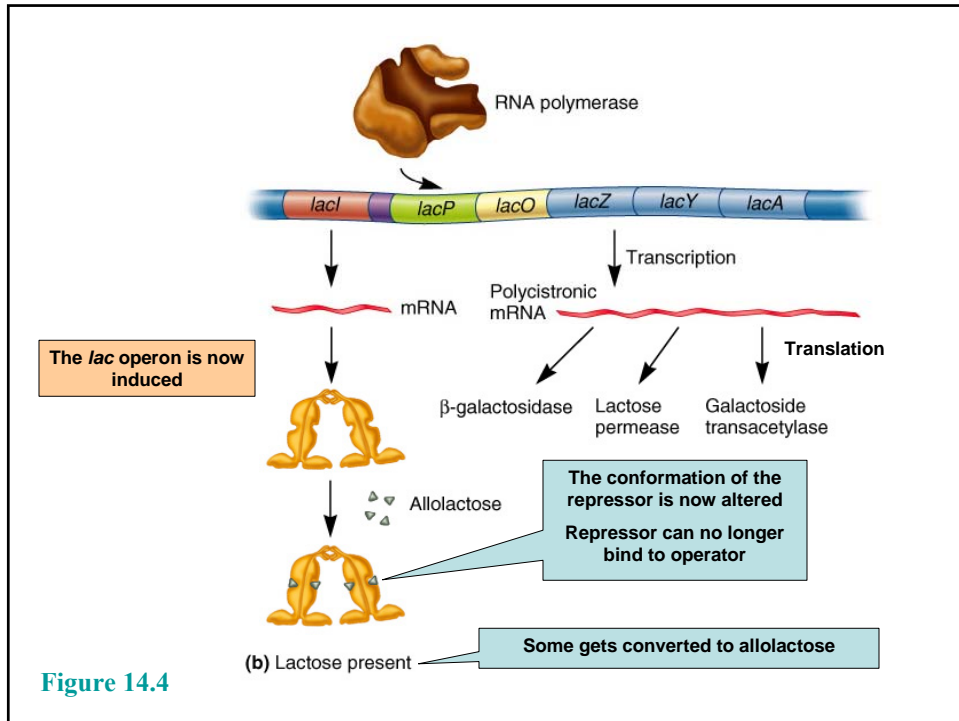 RNA polymerase
lacI
lacP
lacO
lacZ
lacY
lacA
Transcription
mRNA
Polycistronic
mRNA
Translation
The lac operon is now
induced
β-galactosidase
Lactose
permease
Galactoside
transacetylase
Allolactose
The conformation of the
repressor is now altered
Repressor can no longer
bind to operator
(b) Lactose present
Some gets converted to allolactose
Figure 14.4